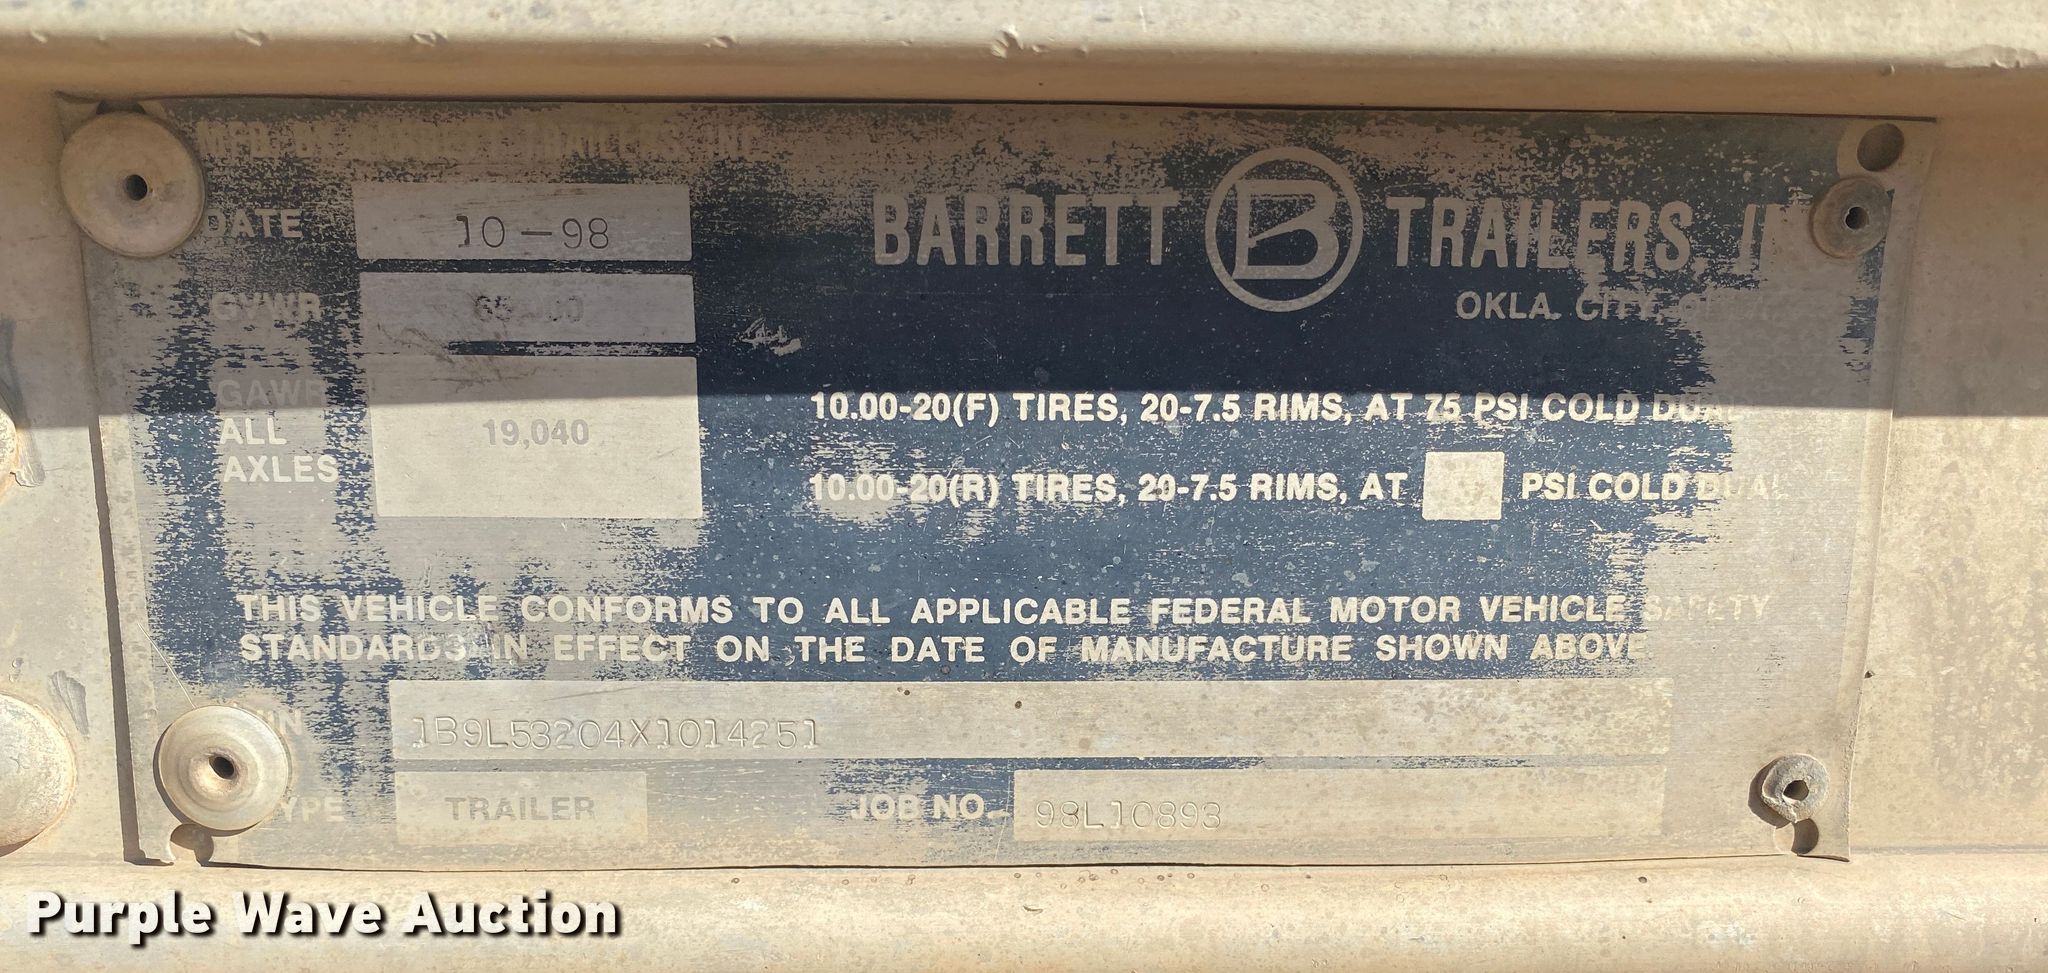 TRAILERS, INC.
DATE 10-98
BARRETT B TRAILERS,
OKLA. CITY,
GVWR
GAWR
ALL
AXLES
19,040
10.00-20(F) TIRES, 20-7.5 RIMS, AT 75 PSI COLD DUAL
10.00-20(R) TIRES, 20-7.5 RIMS, AT PSI COLD DUAL
THIS VEHICLE CONFORMS TO ALL APPLICABLE FEDERAL MOTOR VEHICLE SAFETY
STANDARDS IN EFFECT ON THE DATE OF MANUFACTURE SHOWN ABOVE.
VIN 1B9L53204X1014251
TYPE TRAILER JOB NO. 98L10893
Purple Wave Auction